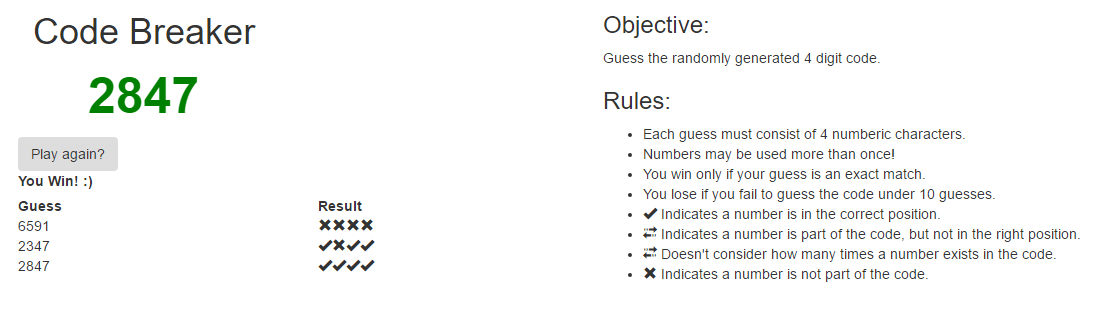 Code Breaker
2847
Play again?
You Win! :)
Guess Result
6591 ✖✖✖✖
2347 ✔✖✔✔
2847 ✔✔✔✔
Objective:
Guess the randomly generated 4 digit code.
Rules:
• Each guess must consist of 4 numberic characters.
• Numbers may be used more than once!
• You win only if your guess is an exact match.
• You lose if you fail to guess the code under 10 guesses.
• ✔ Indicates a number is in the correct position.
• ⇄ Indicates a number is part of the code, but not in the right position.
• ⇄ Doesn't consider how many times a number exists in the code.
• ✖ Indicates a number is not part of the code.